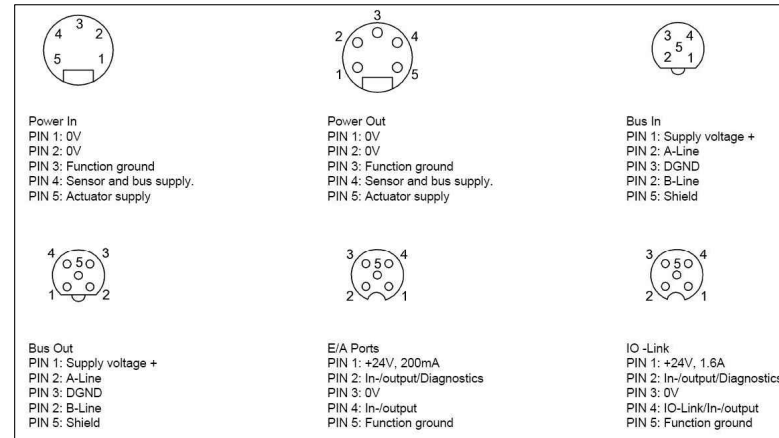 3
4 2
5 1
Power In
PIN 1: 0V
PIN 2: 0V
PIN 3: Function ground
PIN 4: Sensor and bus supply.
PIN 5: Actuator supply
3
2 4
1 5
Power Out
PIN 1: 0V
PIN 2: 0V
PIN 3: Function ground
PIN 4: Sensor and bus supply.
PIN 5: Actuator supply
3 4
5
2 1
Bus In
PIN 1: Supply voltage +
PIN 2: A-Line
PIN 3: DGND
PIN 2: B-Line
PIN 5: Shield
4 3
5
1 2
Bus Out
PIN 1: Supply voltage +
PIN 2: A-Line
PIN 3: DGND
PIN 2: B-Line
PIN 5: Shield
3 4
5
2 1
E/A Ports
PIN 1: +24V, 200mA
PIN 2: In-/output/Diagnostics
PIN 3: 0V
PIN 4: In-/output
PIN 5: Function ground
3 4
5
2 1
IO -Link
PIN 1: +24V, 1.6A
PIN 2: In-/output/Diagnostics
PIN 3: 0V
PIN 4: IO-Link/In-/output
PIN 5: Function ground